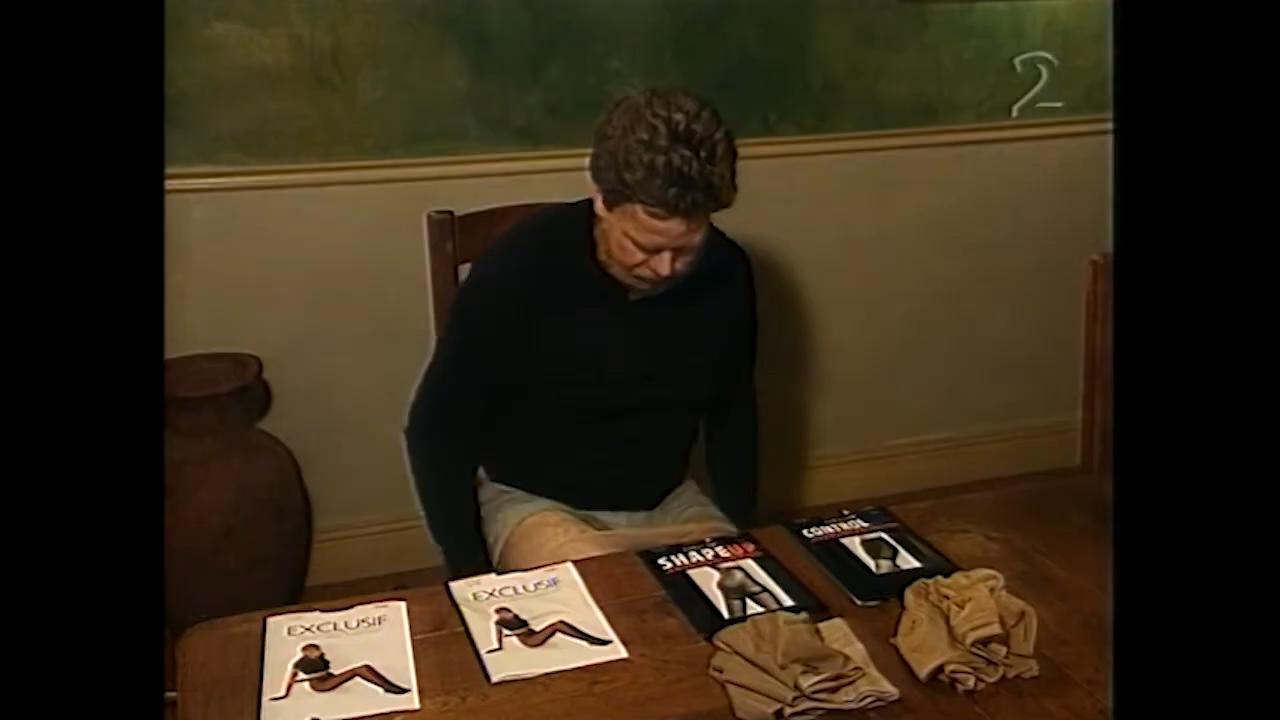 2
EXCLUSIF
EXCLUSIF
SHAPEUP
CONTROL